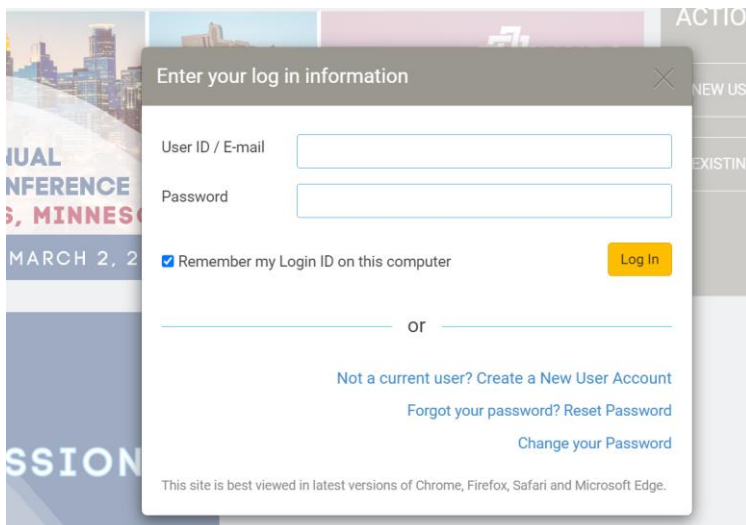 ACTIO
Enter your log in information
NEW US
User ID / E-mail
EXISTIN
Password
NUAL
NFERENCE
S, MINNESO
MARCH 2, 2
Remember my Login ID on this computer
Log In
or
Not a current user? Create a New User Account
Forgot your password? Reset Password
Change your Password
SSION
This site is best viewed in latest versions of Chrome, Firefox, Safari and Microsoft Edge.